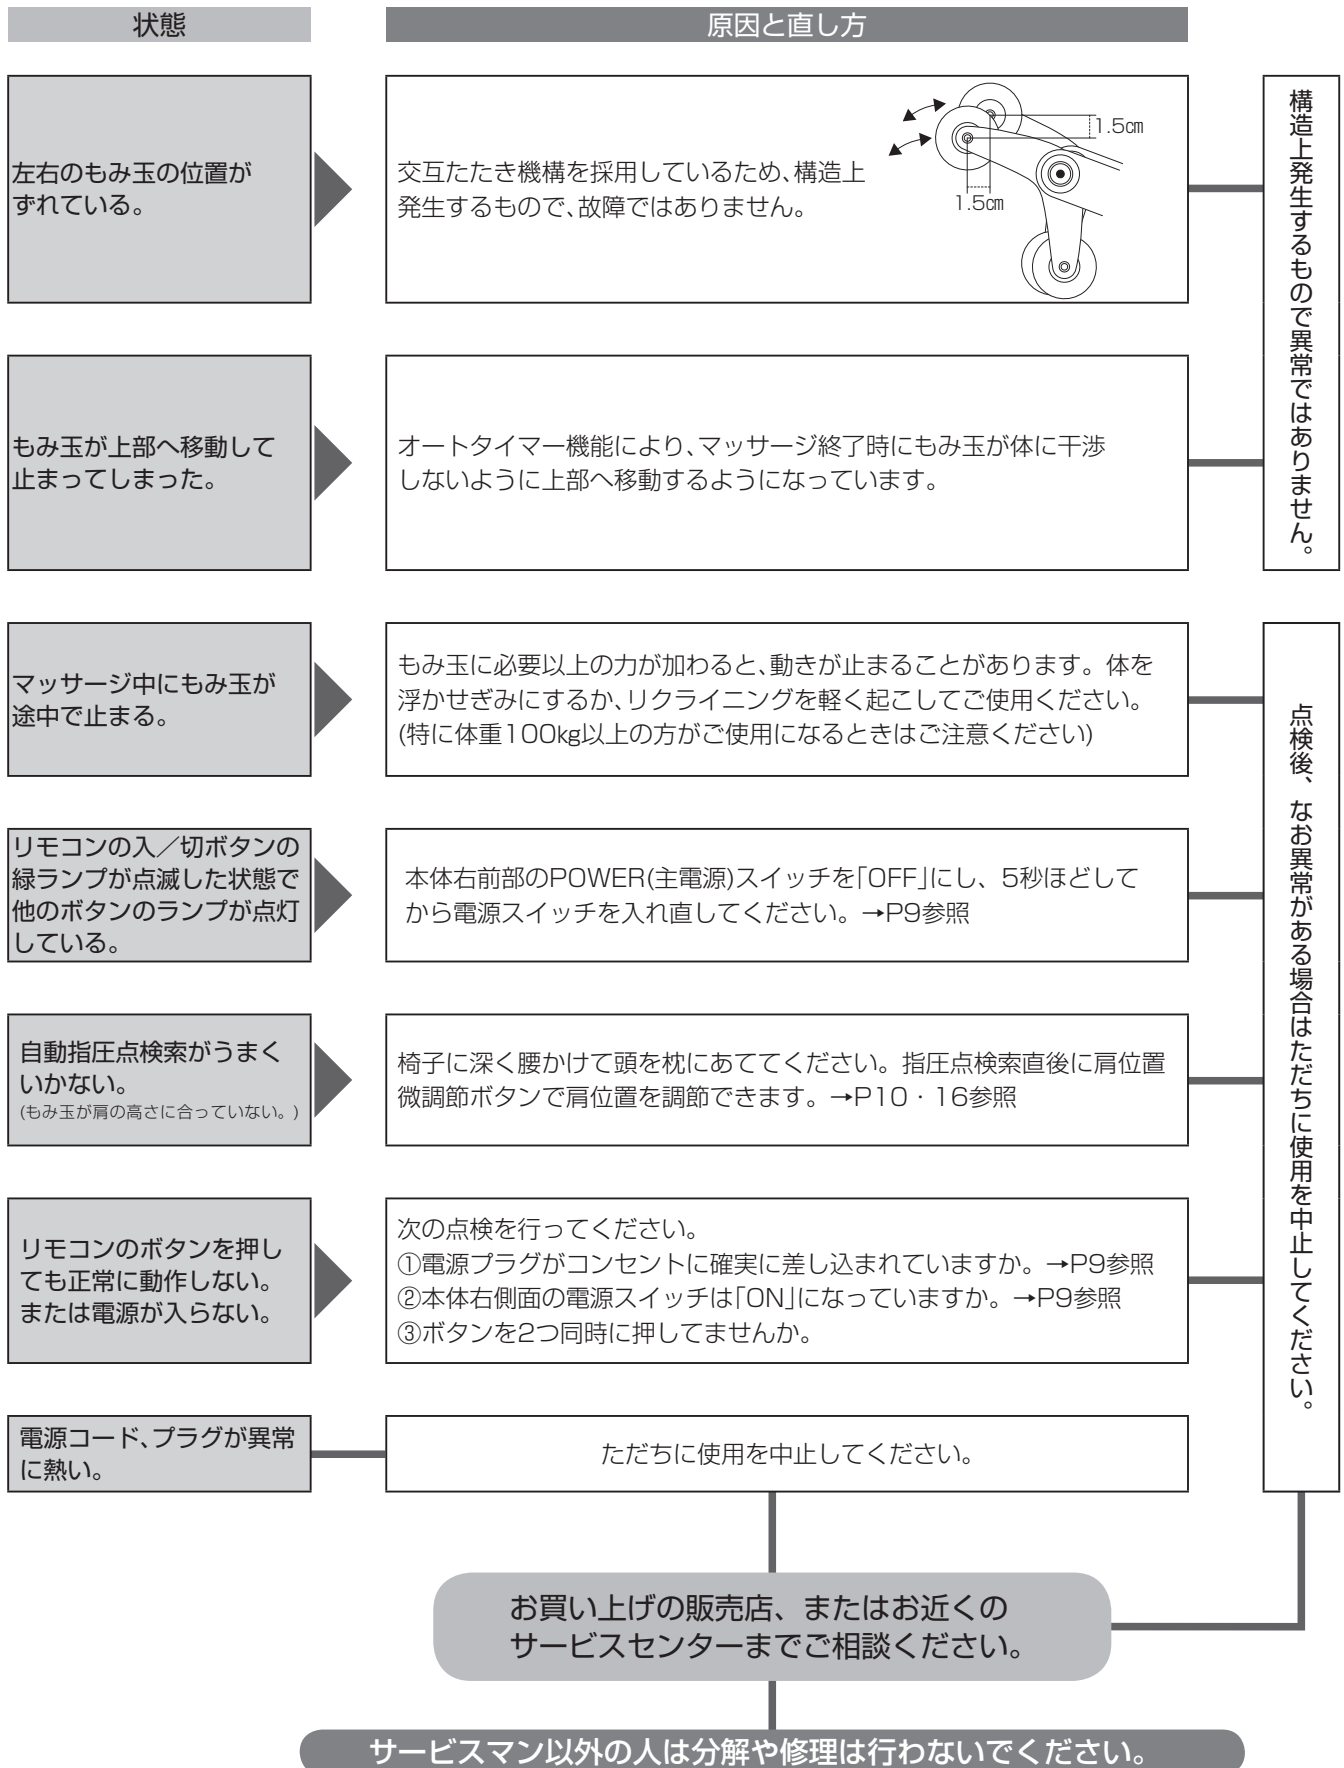 状態
原因と直し方
左右のもみ玉の位置が
ずれている。
交互たたき機構を採用しているため、構造上
発生するもので、故障ではありません。
1.5㎝
1.5㎝
もみ玉が上部へ移動して
止まってしまった。
オートタイマー機能により、マッサージ終了時にもみ玉が体に干渉
しないように上部へ移動するようになっています。
構造上発生するもので異常ではありません。
マッサージ中にもみ玉が
途中で止まる。
もみ玉に必要以上の力が加わると、動きが止まることがあります。体を
浮かせぎみにするか、リクライニングを軽く起こしてご使用ください。
(特に体重100㎏以上の方がご使用になるときはご注意ください)
リモコンの入／切ボタンの
緑ランプが点滅した状態で
他のボタンのランプが点灯
している。
本体右前部のPOWER(主電源)スイッチを「OFF」にし、5秒ほどして
から電源スイッチを入れ直してください。→P9参照
自動指圧点検索がうまく
いかない。
(もみ玉が肩の高さに合っていない。)
椅子に深く腰かけて頭を枕にあててください。指圧点検索直後に肩位置
微調節ボタンで肩位置を調節できます。→P10・16参照
リモコンのボタンを押し
ても正常に動作しない。
または電源が入らない。
次の点検を行ってください。
①電源プラグがコンセントに確実に差し込まれていますか。→P9参照
②本体右側面の電源スイッチは「ON」になっていますか。→P9参照
③ボタンを2つ同時に押してませんか。
電源コード、プラグが異常
に熱い。
ただちに使用を中止してください。
点検後、なお異常がある場合はただちに使用を中止してください。
お買い上げの販売店、またはお近くの
サービスセンターまでご相談ください。
サービスマン以外の人は分解や修理は行わないでください。